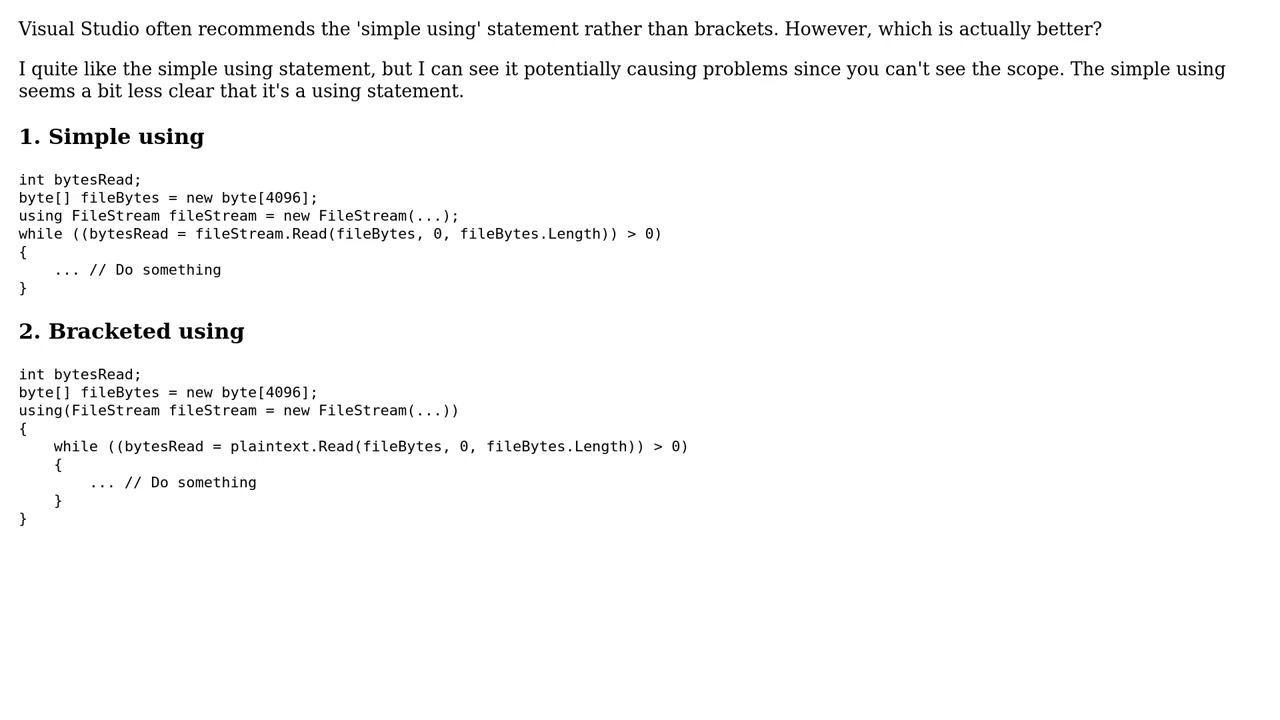 Visual Studio often recommends the 'simple using' statement rather than brackets. However, which is actually better?
I quite like the simple using statement, but I can see it potentially causing problems since you can't see the scope. The simple using
seems a bit less clear that it's a using statement.
1. Simple using
int bytesRead;
byte[] fileBytes = new byte[4096];
using FileStream fileStream = new FileStream(...);
while ((bytesRead = fileStream.Read(fileBytes, 0, fileBytes.Length)) > 0)
{
    ... // Do something
}
2. Bracketed using
int bytesRead;
byte[] fileBytes = new byte[4096];
using(FileStream fileStream = new FileStream(...))
{
    while ((bytesRead = plaintext.Read(fileBytes, 0, fileBytes.Length)) > 0)
    {
        ... // Do something
    }
}